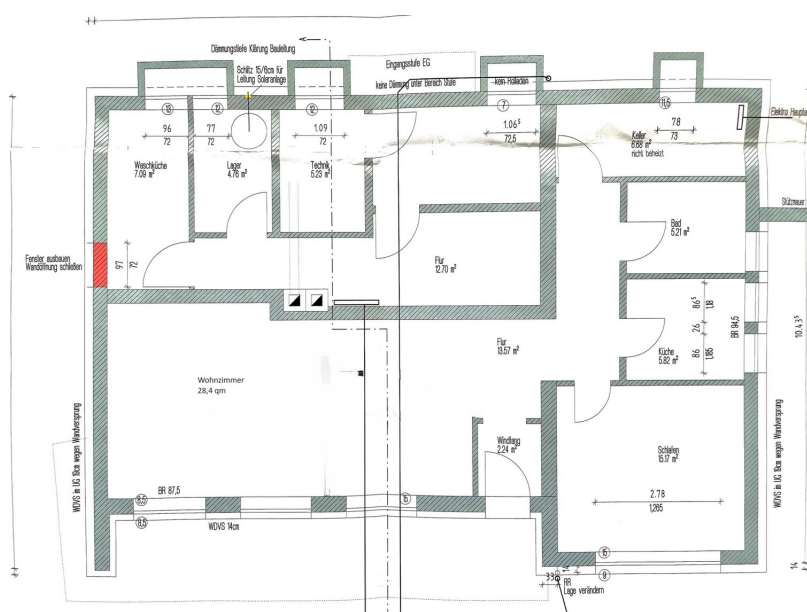 Dämmungstiefe Klärung Bauleitung
Schlitz 15/6cm für
Leitung Solaranlage
Eingangsstufe EG
keine Dämmung unter Bereich Stufe
kein Rolladen
13
12
12
7
11,5
96
72
77
72
1.09
72
1.06⁵
72,5
78
73
Elektro
Waschküche
7.09 m²
Lager
4.76 m²
Technik
5.23 m²
Keller
6.68 m²
nicht beheizt
Bad
5.21 m²
Stützmauer
Fenster ausbauen
Wandöffnung schließen
97
72
Flur
12.70 m²
Flur
13.57 m²
Küche
5.82 m²
86⁵
1,18
26
86
1,185
BR 94,5
10.43⁵
Wohnzimmer
28,4 qm
Windfang
2.24 m²
Schlafen
15.17 m²
2.78
1,265
WDVS in UG 18cm wegen Wandversprung
WDVS in UG 18cm wegen Wandversprung
BR 87,5
8,5
8,5
15
WDVS 14cm
15
9
33
RR
Lage verändern
14